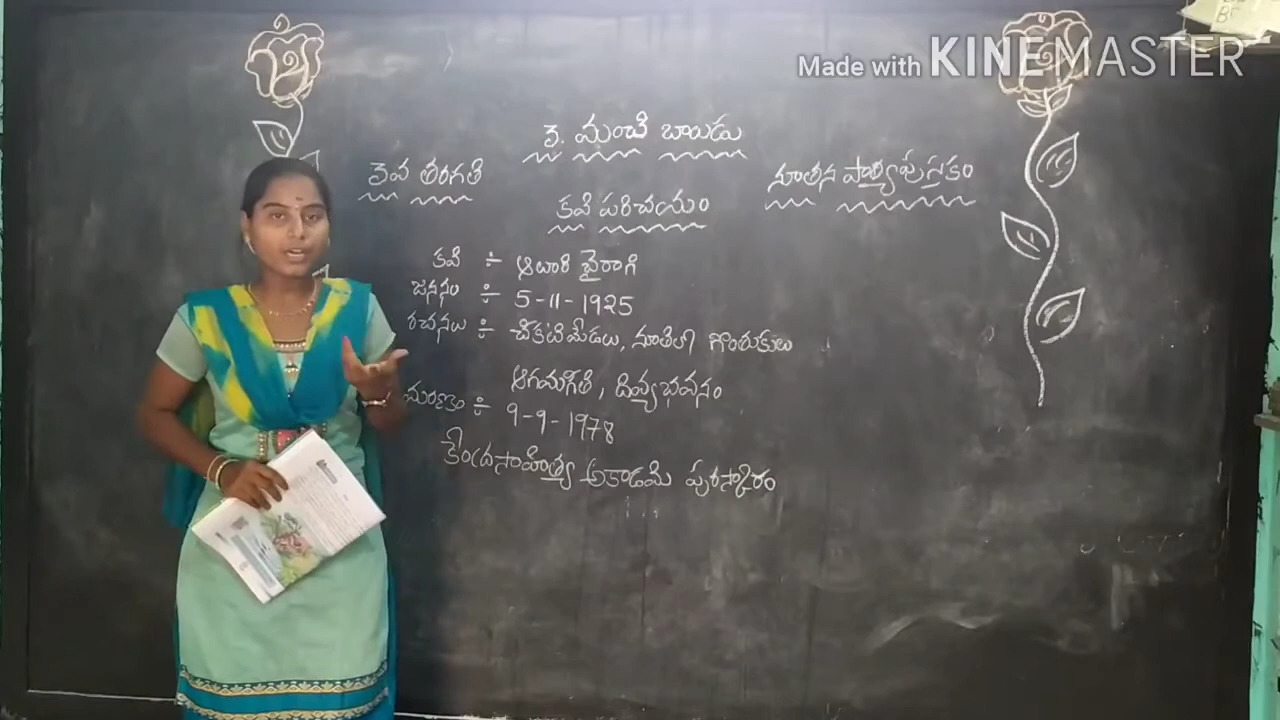 Made with KINEMASTER
౩. మంచి బాయిడు
౭వ తరగతి
నూతన పాఠ్యపుస్తకం
కవి పరిచయం
కవి ÷ ఆలూరి బైరాగి
జననం ÷ 5-11-1925
రచనలు ÷ చీకటిమేడలు, నూతిలో గొంతుకలు
ఆగమగీతి, దివ్యభవనం
మరణం ÷ 9-9-1978
కేంద్రసాహిత్య అకాడమి పురస్కారం